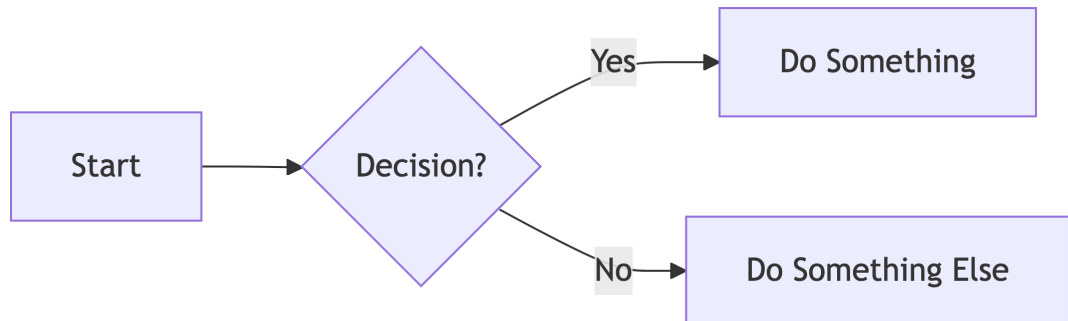 Start
Decision?
Yes
Do Something
No
Do Something Else